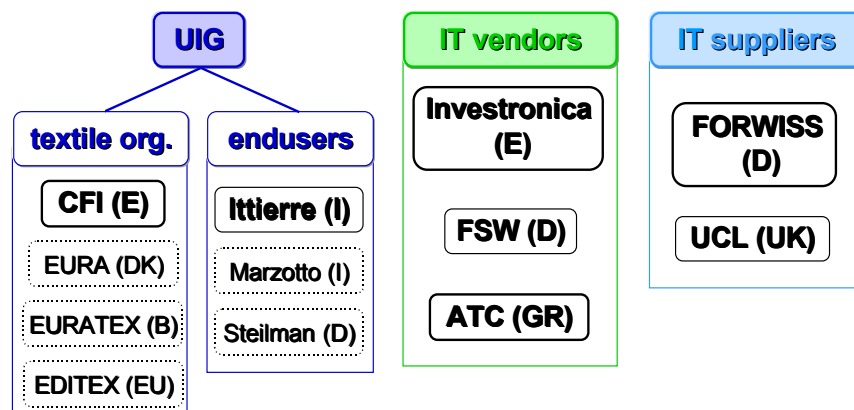 UIG
textile org.
CFI (E)
EURA (DK)
EURATEX (B)
EDITEX (EU)
endusers
Ittierre (I)
Marzotto (I)
Steilman (D)
IT vendors
Investronica
(E)
FSW (D)
ATC (GR)
IT suppliers
FORWISS
(D)
UCL (UK)